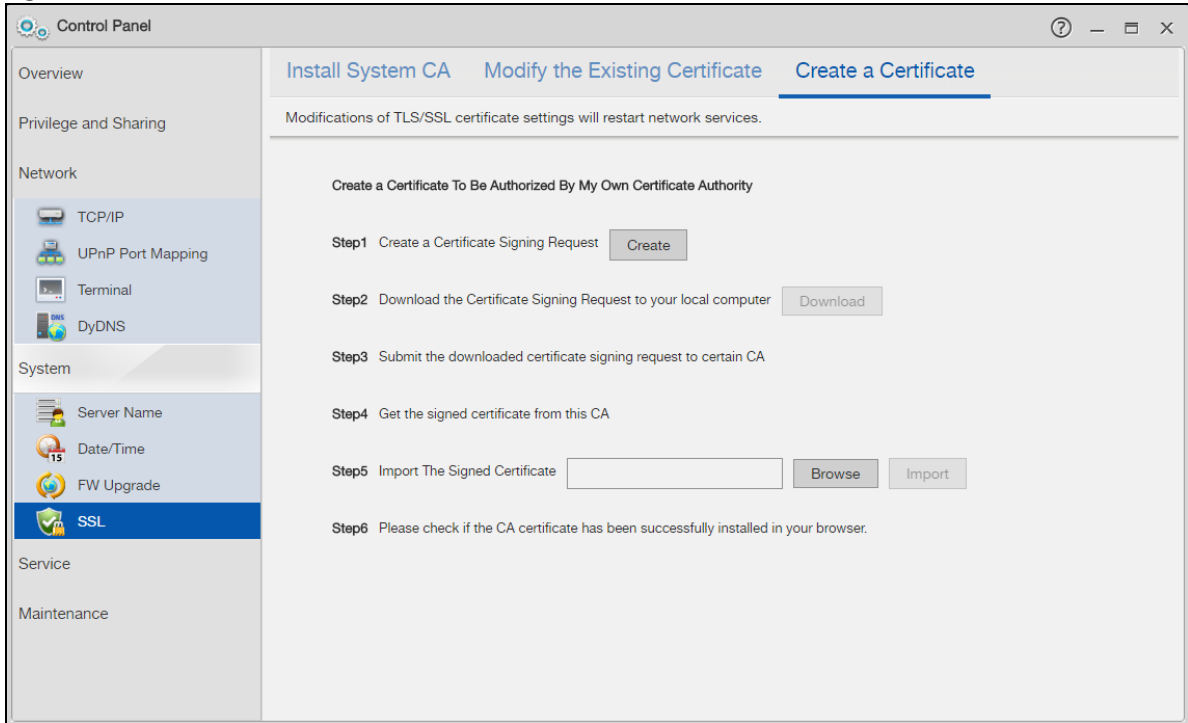 Control Panel
Overview
Privilege and Sharing
Network
TCP/IP
UPnP Port Mapping
Terminal
DNS
DyDNS
System
Server Name
15
Date/Time
FW Upgrade
SSL
Service
Maintenance
Install System CA Modify the Existing Certificate Create a Certificate
Modifications of TLS/SSL certificate settings will restart network services.
Create a Certificate To Be Authorized By My Own Certificate Authority
Step1 Create a Certificate Signing Request Create
Step2 Download the Certificate Signing Request to your local computer Download
Step3 Submit the downloaded certificate signing request to certain CA
Step4 Get the signed certificate from this CA
Step5 Import The Signed Certificate Browse Import
Step6 Please check if the CA certificate has been successfully installed in your browser.